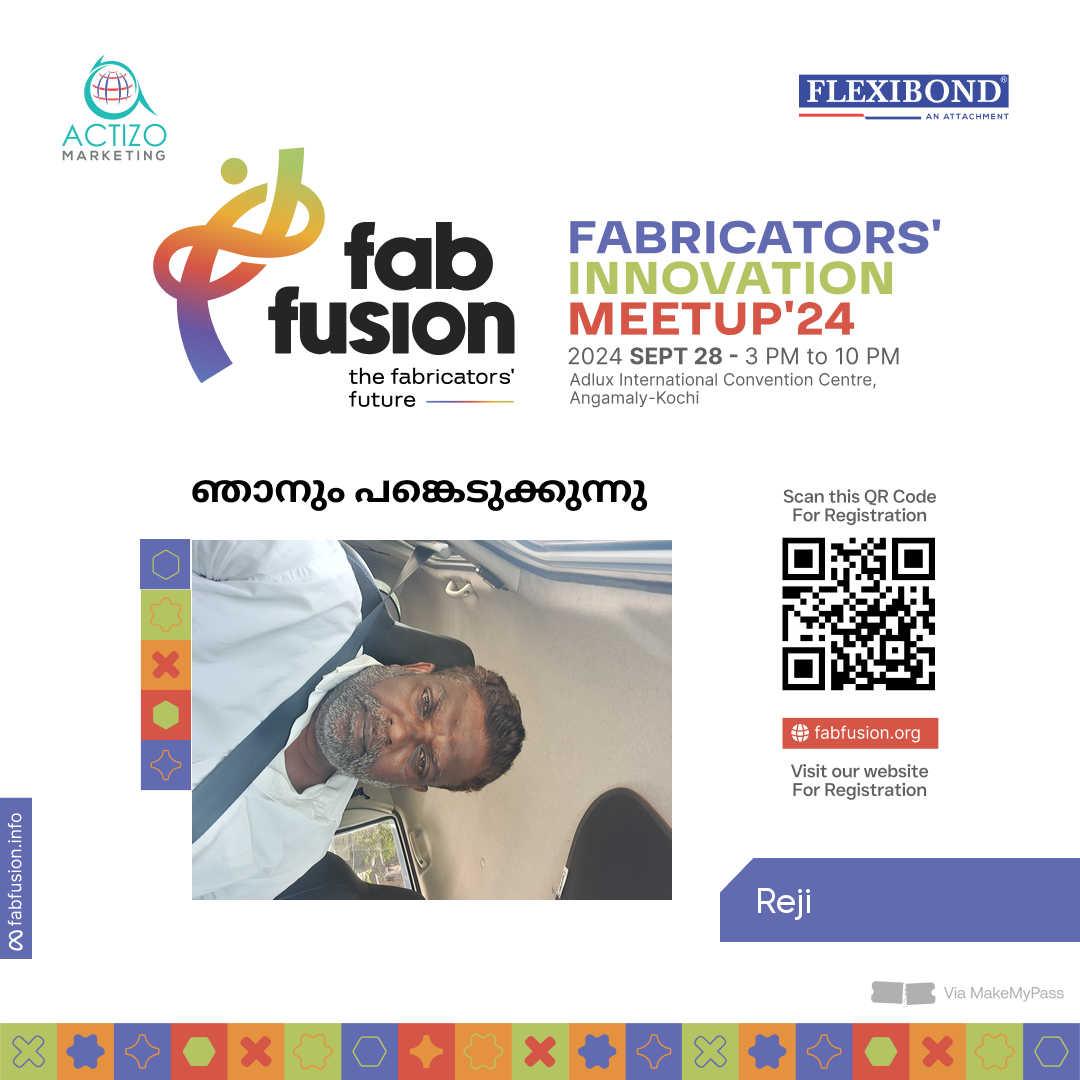 ACTIZO
MARKETING
FLEXIBOND®
AN ATTACHMENT
fab
fusion
the fabricators'
future
FABRICATORS'
INNOVATION
MEETUP'24
2024 SEPT 28 - 3 PM to 10 PM
Adlux International Convention Centre,
Angamaly-Kochi
ഞാനും പങ്കെടുക്കുന്നു
Scan this QR Code
For Registration
fabfusion.org
Visit our website
For Registration
fabfusion.info
Reji
Via MakeMyPass